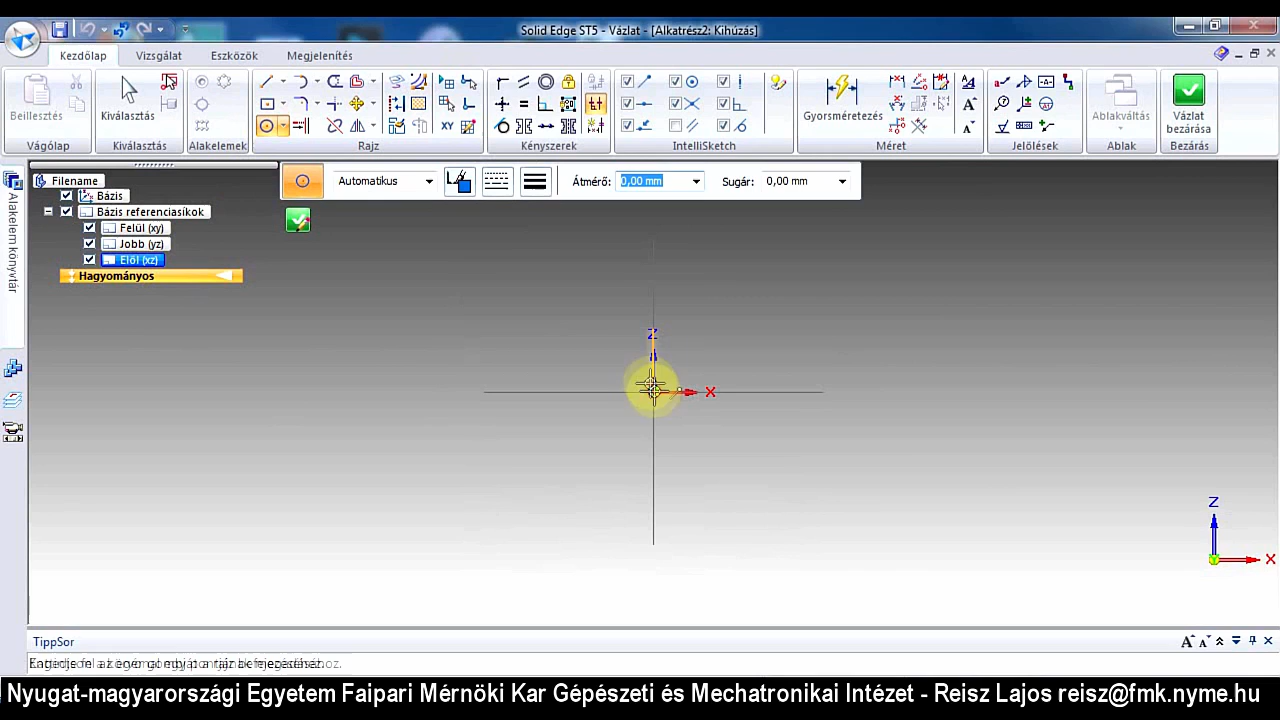 Solid Edge ST5 - Vázlat - [Alkatrész2: Kihúzás]
Kezdőlap Vizsgálat Eszközök Megjelenítés
Beillesztés
Vágólap
Kiválasztás
Kiválasztás
Alakelemek
XY
Rajz
Kényszerek
IntelliSketch
Gyorsméretezés
Méret
Jelölések
Ablakváltás
Ablak
Vázlat bezárása
Bezárás
Alakelem könyvtár
Filename
Bázis
Bázis referenciasíkok
Felül (xy)
Jobb (yz)
Elöl (xz)
Hagyományos
Automatikus
Átmérő: 0,00 mm
Sugár: 0,00 mm
Z
X
Z
X
TippSor
Nyugat-magyarországi Egyetem Faipari Mérnöki Kar Gépészeti és Mechatronikai Intézet - Reisz Lajos reisz@fmk.nyme.hu